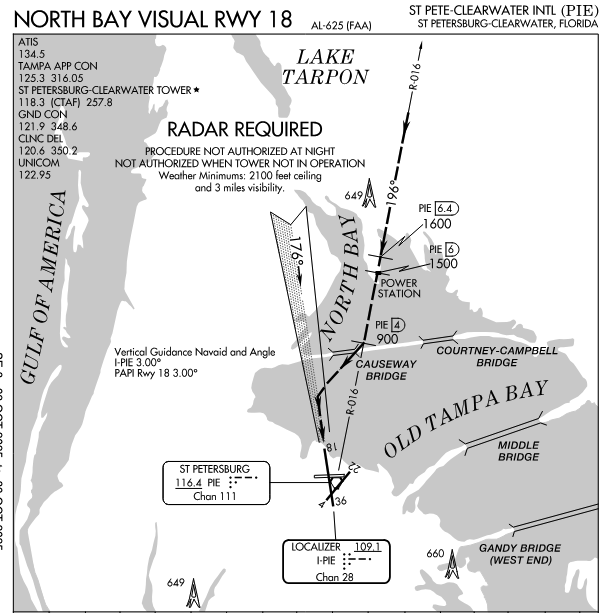 NORTH BAY VISUAL RWY 18
AL-625 (FAA)
ST PETE-CLEARWATER INTL (PIE)
ST PETERSBURG-CLEARWATER, FLORIDA
ATIS
134.5
TAMPA APP CON
125.3 316.05
ST PETERSBURG-CLEARWATER TOWER★
118.3 (CTAF) 257.8
GND CON
121.9 348.6
CLNC DEL
120.6 350.2
UNICOM
122.95
LAKE
TARPON
RADAR REQUIRED
PROCEDURE NOT AUTHORIZED AT NIGHT
NOT AUTHORIZED WHEN TOWER NOT IN OPERATION
Weather Minimums: 2100 feet ceiling
and 3 miles visibility.
R-016
196°
649
PIE 6.4
1600
PIE 6
1500
POWER
STATION
176°
NORTH BAY
GULF OF AMERICA
PIE 4
900
Vertical Guidance Navaid and Angle
I-PIE 3.00°
PAPI Rwy 18 3.00°
CAUSEWAY
BRIDGE
COURTNEY-CAMPBELL
BRIDGE
R-016
OLD TAMPA BAY
MIDDLE
BRIDGE
18
22
4
36
ST PETERSBURG
116.4 PIE
Chan 111
LOCALIZER 109.1
I-PIE
Chan 28
GANDY BRIDGE
(WEST END)
660
649